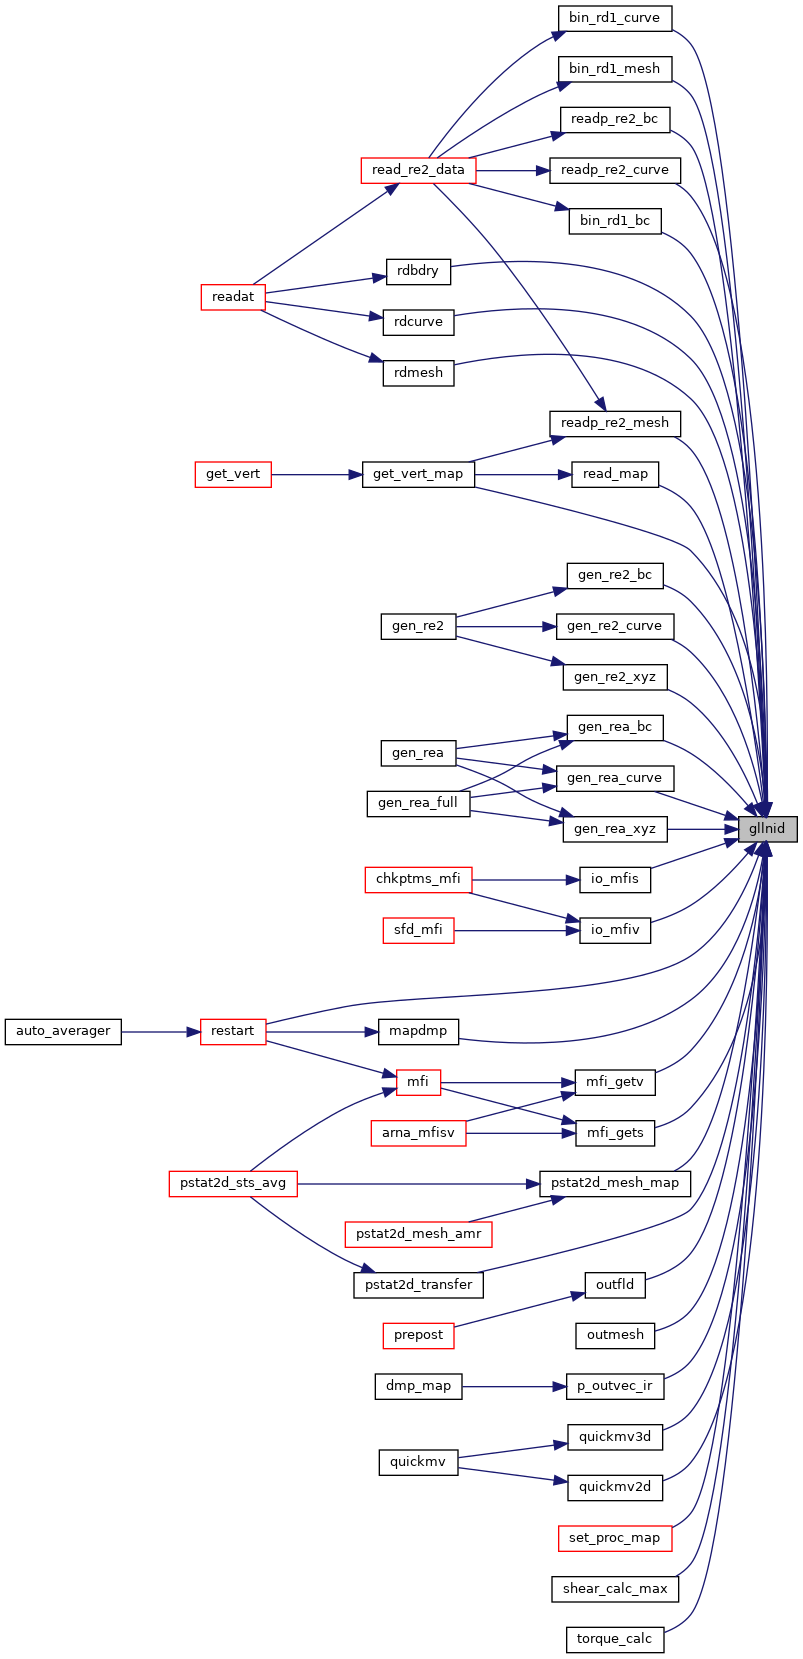 bin_rd1_curve
bin_rd1_mesh
readp_re2_bc
read_re2_data
readp_re2_curve
bin_rd1_bc
rdbdry
readat
rdcurve
rdmesh
readp_re2_mesh
get_vert
get_vert_map
read_map
gen_re2_bc
gen_re2
gen_re2_curve
gen_re2_xyz
gen_rea_bc
gen_rea
gen_rea_curve
gen_rea_full
gen_rea_xyz
gllnid
chkptms_mfi
io_mfis
sfd_mfi
io_mfiv
auto_averager
restart
mapdmp
mfi
mfi_getv
arna_mfisv
mfi_gets
pstat2d_sts_avg
pstat2d_mesh_map
pstat2d_mesh_amr
pstat2d_transfer
outfld
prepost
outmesh
dmp_map
p_outvec_ir
quickmv3d
quickmv
quickmv2d
set_proc_map
shear_calc_max
torque_calc